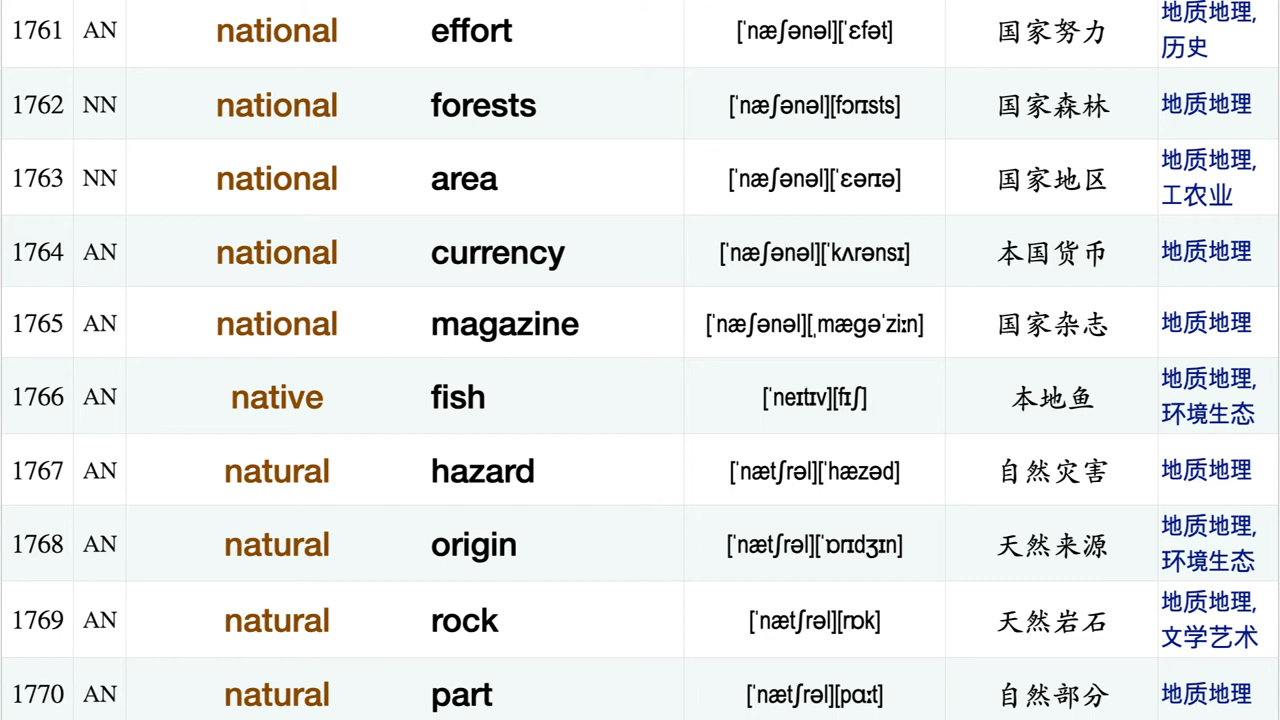 1761 AN national effort [ˈnæʃənəl][ˈɛfət] 国家努力 地质地理,
历史
1762 NN national forests [ˈnæʃənəl][fɔrɪsts] 国家森林 地质地理
1763 NN national area [ˈnæʃənəl][ˈɛərɪə] 国家地区 地质地理,
工农业
1764 AN national currency [ˈnæʃənəl][ˈkʌrənsɪ] 本国货币 地质地理
1765 AN national magazine [ˈnæʃənəl][ˌmægəˈziːn] 国家杂志 地质地理
1766 AN native fish [ˈneɪtɪv][fɪʃ] 本地鱼 地质地理,
环境生态
1767 AN natural hazard [ˈnætʃrəl][ˈhæzəd] 自然灾害 地质地理
1768 AN natural origin [ˈnætʃrəl][ˈɒrɪdʒɪn] 天然来源 地质地理,
环境生态
1769 AN natural rock [ˈnætʃrəl][rɒk] 天然岩石 地质地理,
文学艺术
1770 AN natural part [ˈnætʃrəl][pɑːt] 自然部分 地质地理